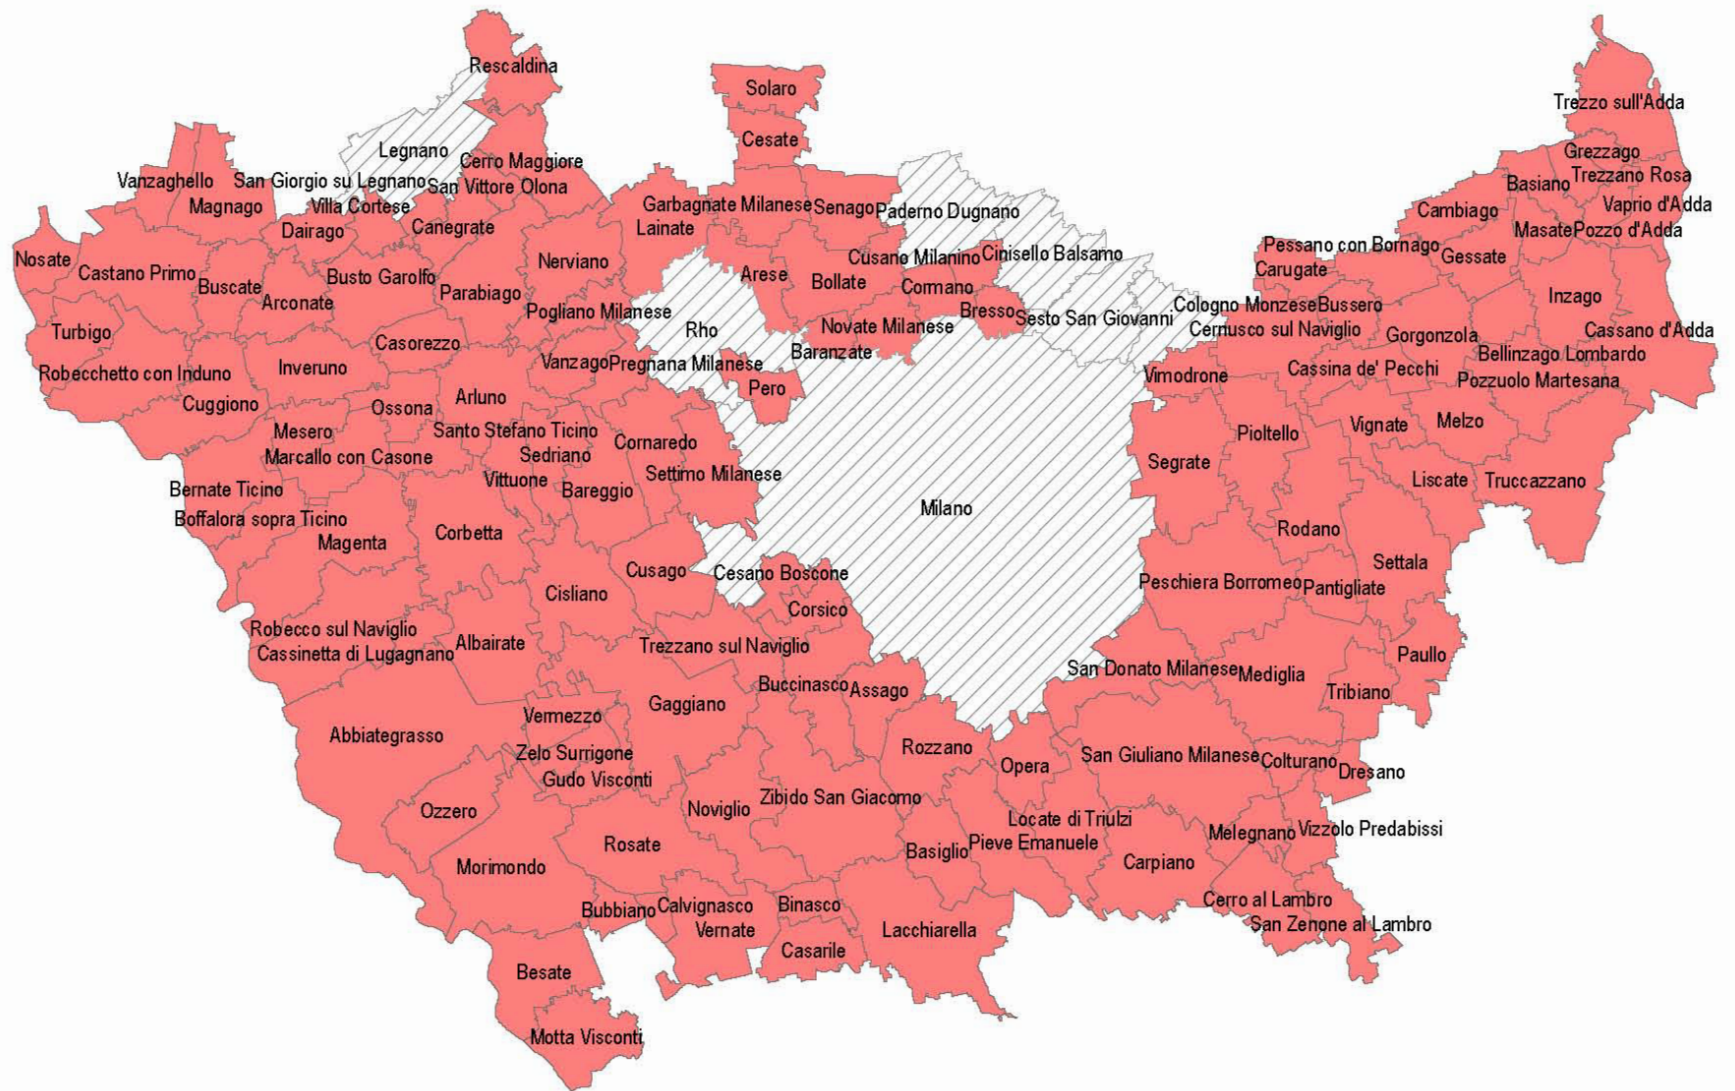 Rescaldina
Solaro
Trezzo sull'Adda
Cesate
Legnano
Cerro Maggiore
Grezzago
Vanzaghello
San Giorgio su Legnano
San Vittore Olona
Basiano
Trezzano Rosa
Magnago
Villa Cortese
Garbagnate Milanese
Senago
Paderno Dugnano
Cambiago
Vaprio d'Adda
Dairago
Canegrate
Lainate
Masate
Pozzo d'Adda
Nosate
Castano Primo
Nerviano
Cusano Milanino
Cinisello Balsamo
Pessano con Bornago
Gessate
Buscate
Busto Garolfo
Arese
Bollate
Carugate
Arconate
Parabiago
Cormano
Inzago
Turbigo
Pogliano Milanese
Rho
Novate Milanese
Bresso
Sesto San Giovanni
Cologno Monzese
Bussero
Cernusco sul Naviglio
Gorgonzola
Cassano d'Adda
Casorezzo
Baranzate
Robecchetto con Induno
Inveruno
Vanzago
Pregnana Milanese
Pero
Vimodrone
Cassina de' Pecchi
Bellinzago Lombardo
Pozzuolo Martesana
Cuggiono
Ossona
Arluno
Mesero
Santo Stefano Ticino
Cornaredo
Pioltello
Vignate
Melzo
Marcallo con Casone
Sedriano
Settimo Milanese
Segrate
Bernate Ticino
Vittuone
Bareggio
Liscate
Truccazzano
Boffalora sopra Ticino
Milano
Magenta
Corbetta
Rodano
Cusago
Cesano Boscone
Settala
Cisliano
Corsico
Peschiera Borromeo
Pantigliate
Robecco sul Naviglio
Cassinetta di Lugagnano
Albairate
Trezzano sul Naviglio
San Donato Milanese
Mediglia
Paullo
Buccinasco
Assago
Tribiano
Abbiategrasso
Vermezzo
Gaggiano
Zelo Surrigone
Rozzano
San Giuliano Milanese
Colturano
Gudo Visconti
Opera
Dresano
Ozzero
Noviglio
Zibido San Giacomo
Locate di Triulzi
Melegnano
Vizzolo Predabissi
Morimondo
Rosate
Basiglio
Pieve Emanuele
Carpiano
Bubbiano
Calvignasco
Binasco
Cerro al Lambro
Vernate
Lacchiarella
San Zenone al Lambro
Casarile
Besate
Motta Visconti